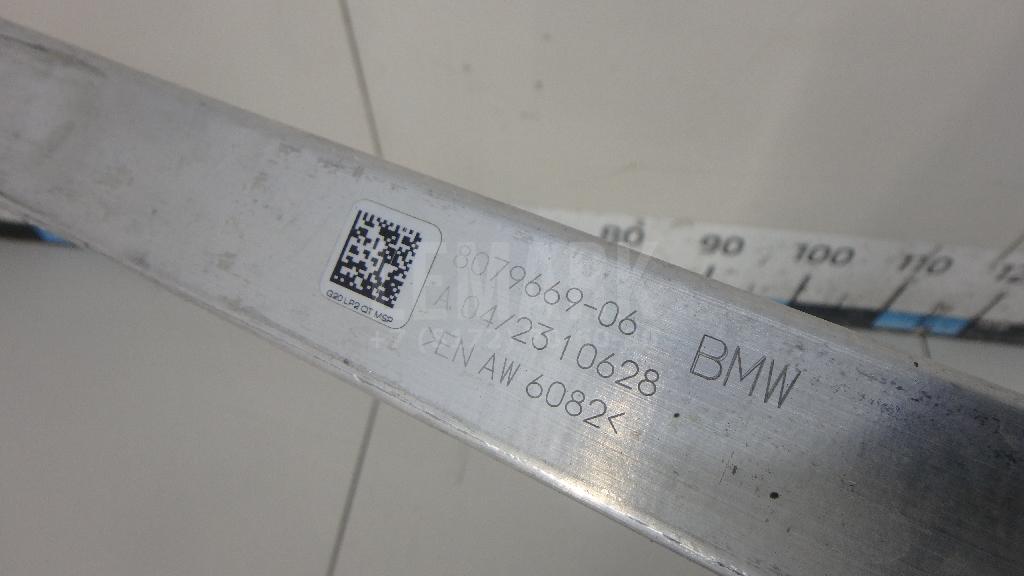 8079669-06
A.04/2310628
>EN AW 6082<
BMW
G20 LP2 QT MSP
80 90 100 110